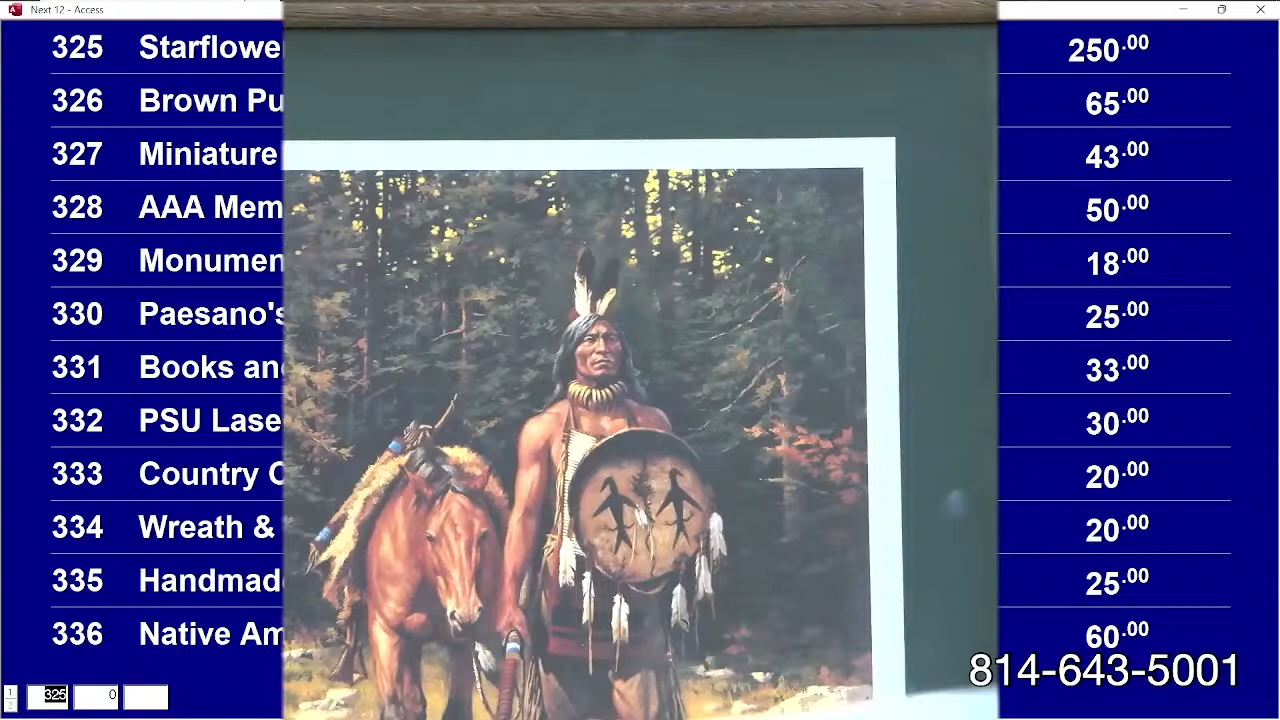 Next 12 - Access
325 Starflower 250.00
326 Brown Pu 65.00
327 Miniature 43.00
328 AAA Mem 50.00
329 Monumen 18.00
330 Paesano's 25.00
331 Books an 33.00
332 PSU Lase 30.00
333 Country C 20.00
334 Wreath & 20.00
335 Handmad 25.00
336 Native Am 60.00
814-643-5001
1
2
325 0